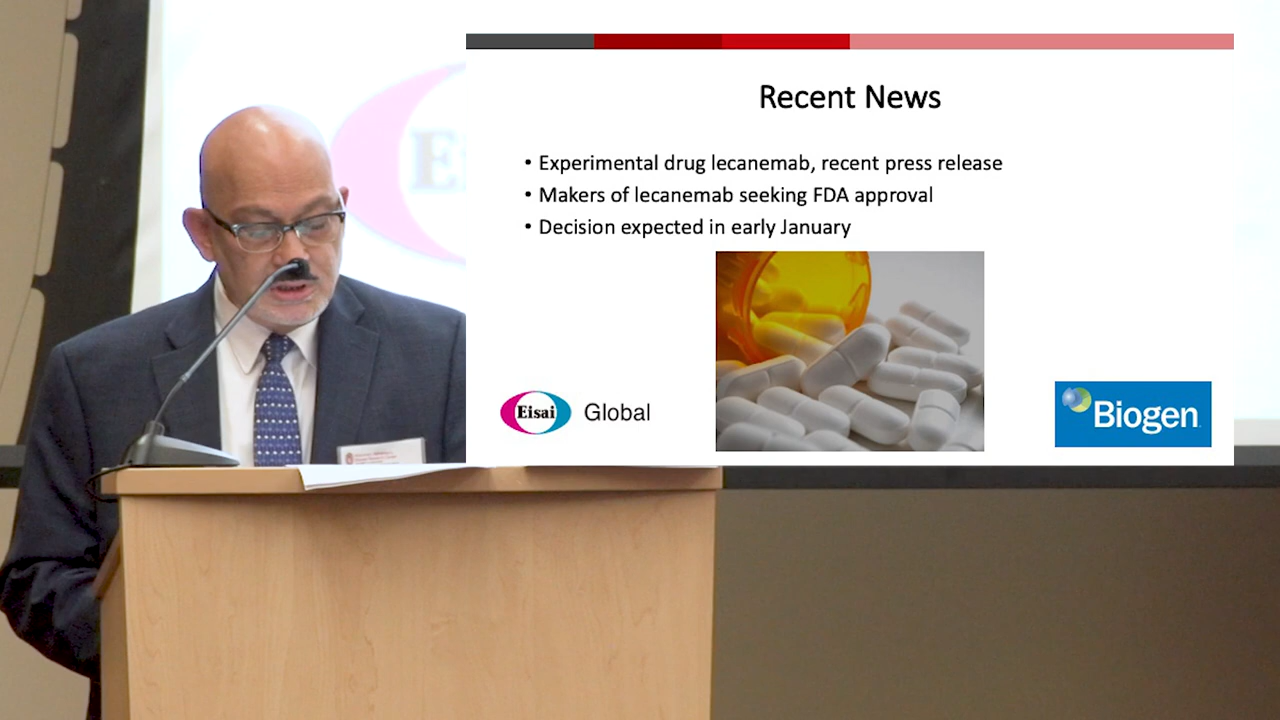 Recent News
• Experimental drug lecanemab, recent press release
• Makers of lecanemab seeking FDA approval
• Decision expected in early January
Eisai Global
Biogen